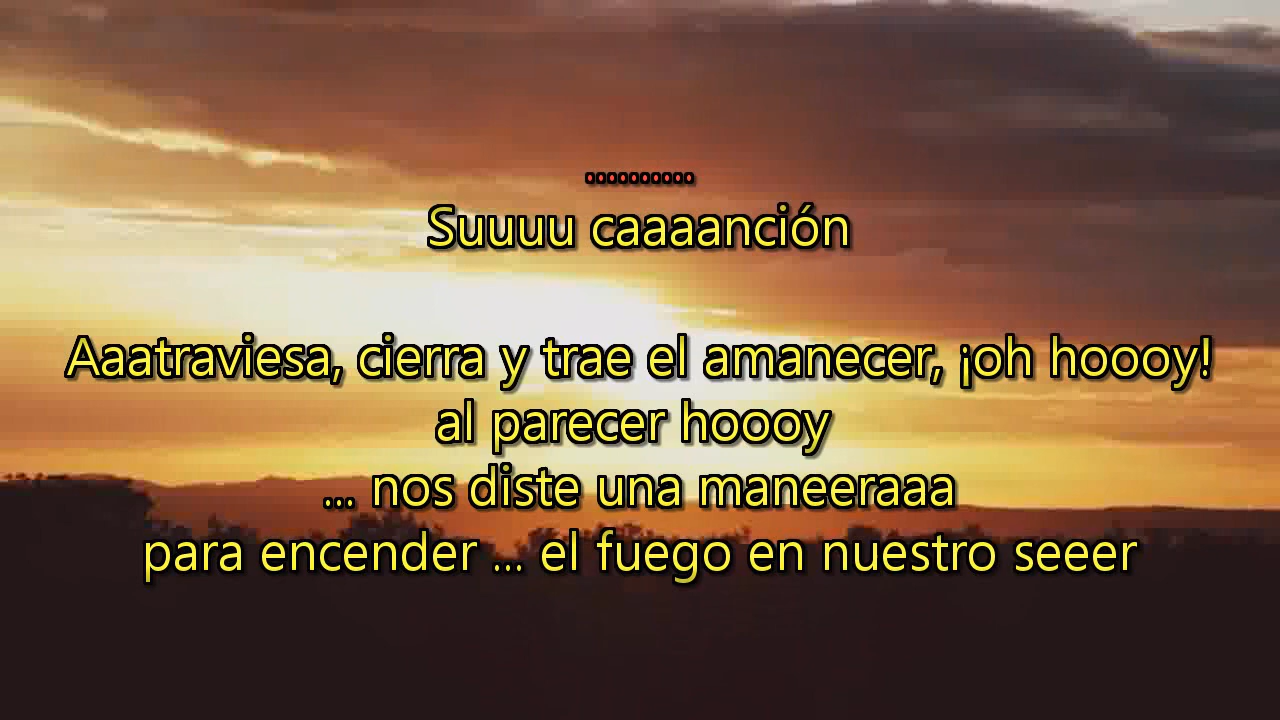 ..........
Suuuu caaaanción
Aaatraviesa, cierra y trae el amanecer, ¡oh hoooy!
al parecer hoooy
... nos diste una maneeraaa
para encender ... el fuego en nuestro seeer